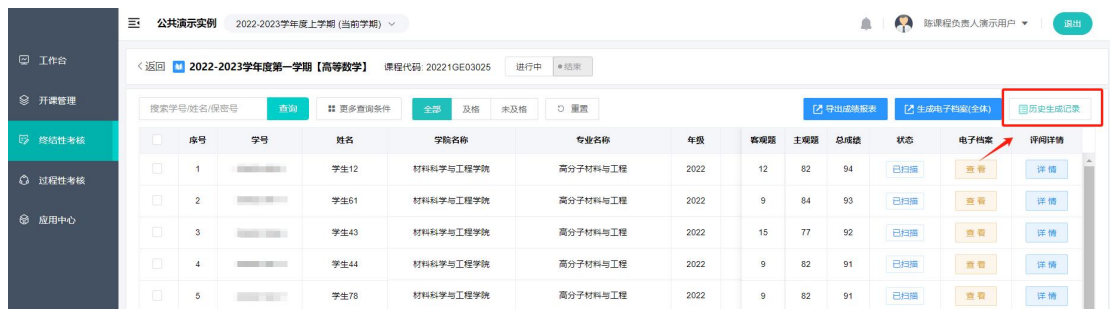 公共演示实例 2022-2023学年度上学期 (当前学期) 陈课程负责人演示用户 退出
工作台
返回 2022-2023学年度第一学期【高等数学】 课程代码: 20221GE03025 进行中 结束
开课管理
搜索学号/姓名/保密号 查询 更多查询条件 全部 及格 未及格 重置 导出成绩报表 生成电子档案(全体) 历史生成记录
终结性考核
序号 学号 姓名 学院名称 专业名称 年级 客观题 主观题 总成绩 状态 电子档案 评阅详情
1 学生12 材料科学与工程学院 高分子材料与工程 2022 12 82 94 已扫描 查看 详情
过程性考核
2 学生61 材料科学与工程学院 高分子材料与工程 2022 9 84 93 已扫描 查看 详情
应用中心
3 学生43 材料科学与工程学院 高分子材料与工程 2022 15 77 92 已扫描 查看 详情
4 学生44 材料科学与工程学院 高分子材料与工程 2022 9 82 91 已扫描 查看 详情
5 学生78 材料科学与工程学院 高分子材料与工程 2022 9 82 91 已扫描 查看 详情